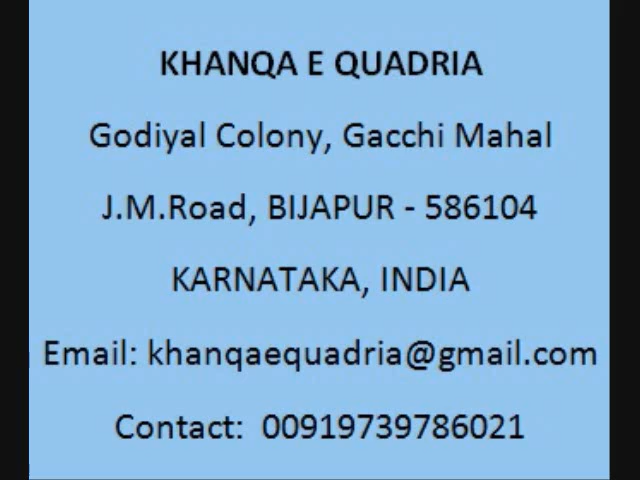 KHANQA E QUADRIA
Godiyal Colony, Gacchi Mahal
J.M.Road, BIJAPUR - 586104
KARNATAKA, INDIA
Email: khanqaequadria@gmail.com
Contact:  00919739786021